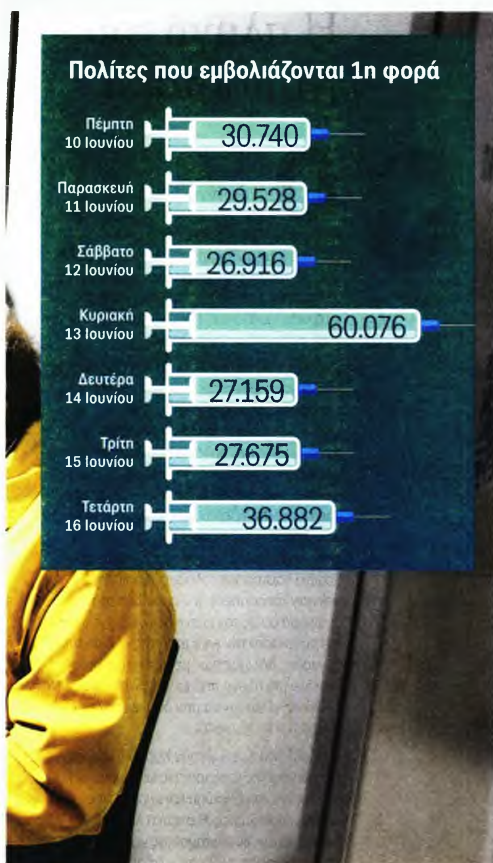 Πολίτες που εμβολιάζονται 1η φορά
Πέμπτη
10 Ιουνίου
30.740
Παρασκευή
11 Ιουνίου
29.528
Σάββατο
12 Ιουνίου
26.916
Κυριακή
13 Ιουνίου
60.076
Δευτέρα
14 Ιουνίου
27.159
Τρίτη
15 Ιουνίου
27.675
Τετάρτη
16 Ιουνίου
36.882